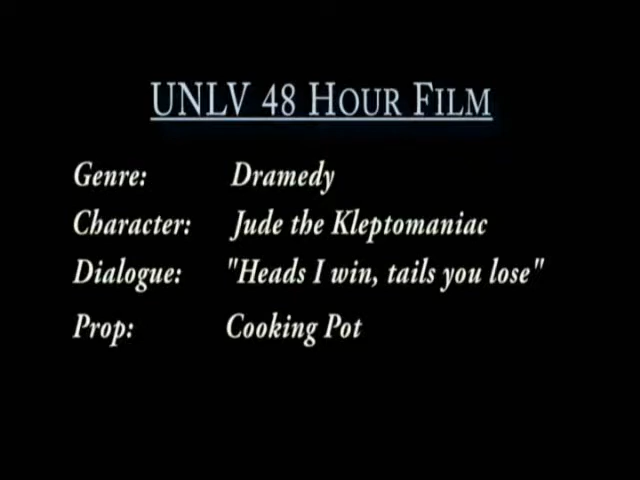 UNLV 48 HOUR FILM
Genre: Dramedy
Character: Jude the Kleptomaniac
Dialogue: "Heads I win, tails you lose"
Prop: Cooking Pot